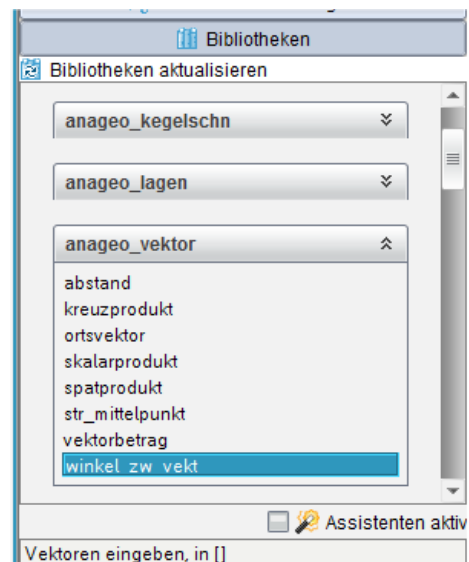 Bibliotheken
Bibliotheken aktualisieren
anageo_kegelschn
anageo_lagen
anageo_vektor
abstand
kreuzprodukt
ortsvektor
skalarprodukt
spatprodukt
str_mittelpunkt
vektorbetrag
winkel_zw_vekt
Assistenten aktiv
Vektoren eingeben, in []